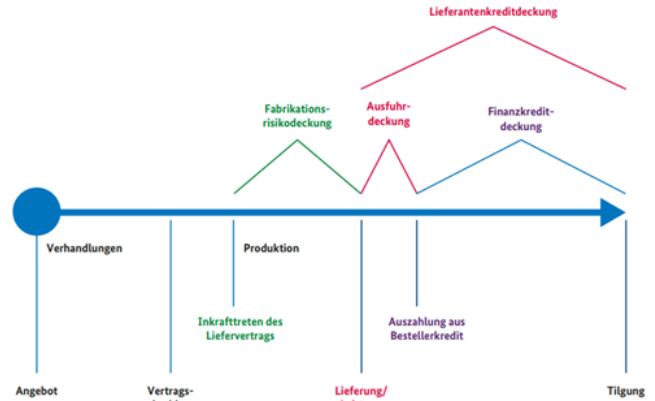 Lieferantenkreditdeckung
Fabrikations-
risikodeckung
Ausfuhr-
deckung
Finanzkredit-
deckung
Verhandlungen
Produktion
Inkrafttreten des
Liefervertrags
Auszahlung aus
Bestellerkredit
Angebot
Vertrags-
Lieferung/
Tilgung